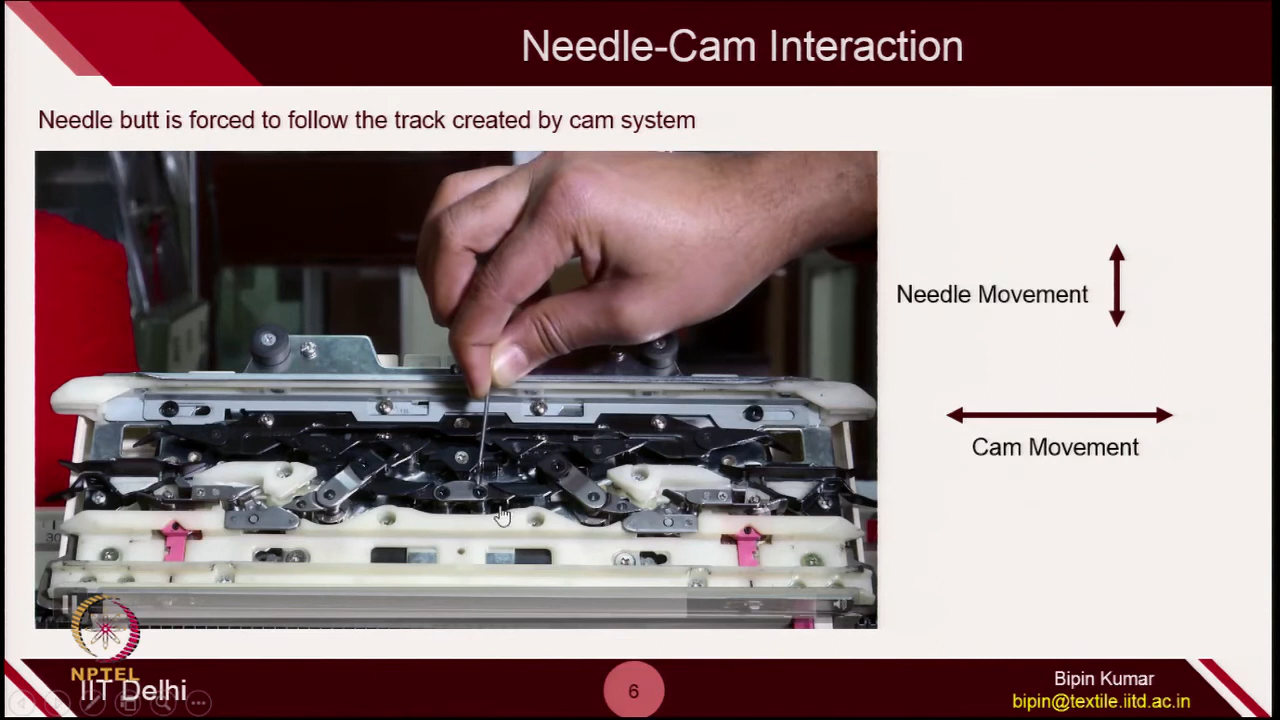 Needle-Cam Interaction
Needle butt is forced to follow the track created by cam system
Needle Movement
Cam Movement
NPTEL
IIT Delhi
6
Bipin Kumar
bipin@textile.iitd.ac.in